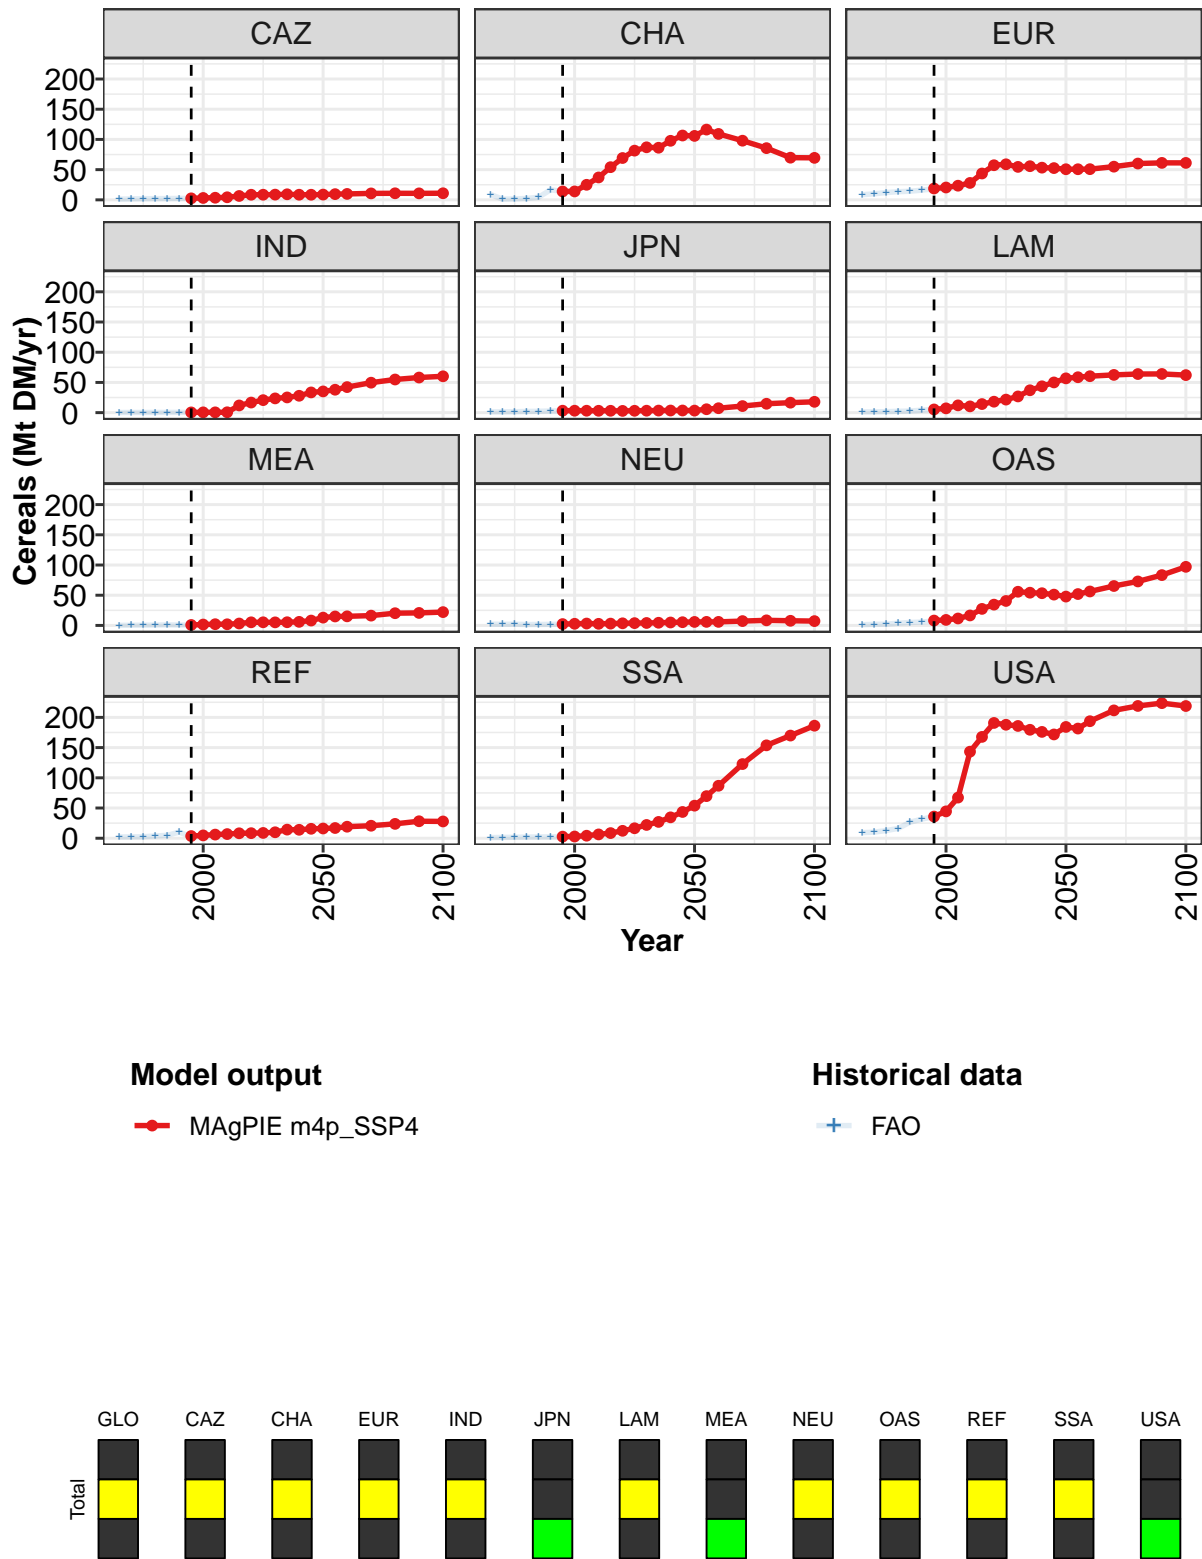 CAZ CHA EUR
200
150
100
50
0
IND JPN LAM
200
150
100
50
0
MEA NEU OAS
200
150
100
50
0
REF SSA USA
200
150
100
50
0
2000 2050 2100 2000 2050 2100 2000 2050 2100
Cereals (Mt DM/yr)
Year
Model output Historical data
MAgPIE m4p_SSP4 FAO
GLO CAZ CHA EUR IND JPN LAM MEA NEU OAS REF SSA USA
Total